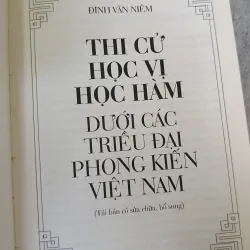 ĐINH VĂN NIÊM
THI CỬ
HỌC VỊ
HỌC HÀM
DƯỚI CÁC
TRIỀU ĐẠI
PHONG KIẾN
VIỆT NAM
(Tái bản có sửa chữa, bổ sung)